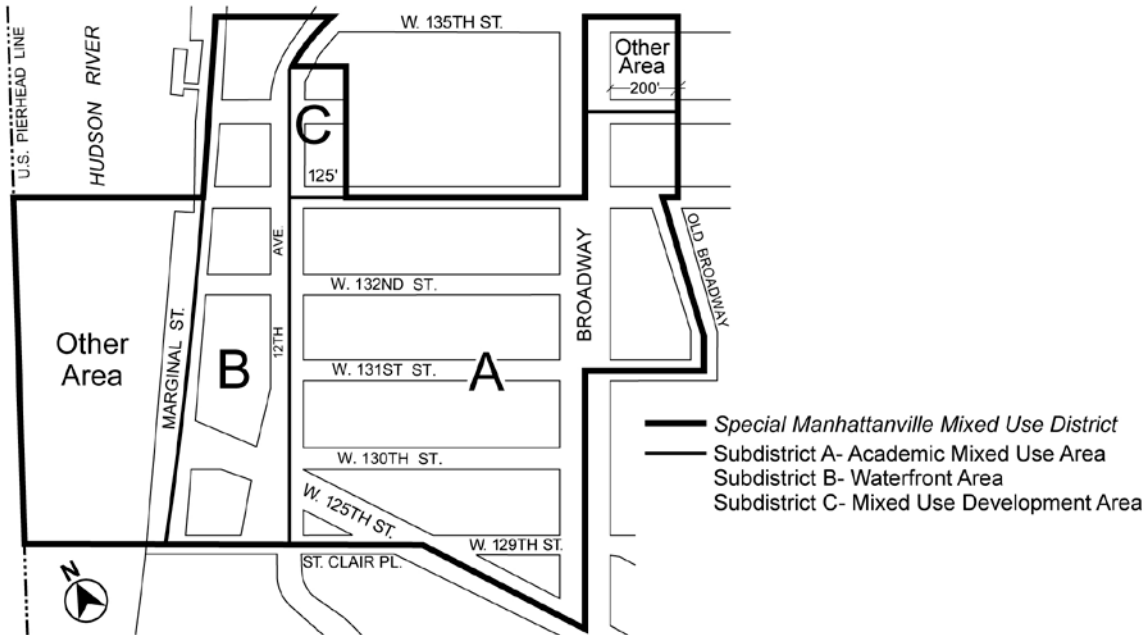 W. 135TH ST.
U.S. PIERHEAD LINE
HUDSON RIVER
Other
Area
200'
C
125'
AVE.
12TH
BROADWAY
OLD BROADWAY
W. 132ND ST.
MARGINAL ST.
Other
Area
B
W. 131ST ST.
A
W. 130TH ST.
W. 125TH ST.
W. 129TH ST.
ST. CLAIR PL.
N
Special Manhattanville Mixed Use District
Subdistrict A- Academic Mixed Use Area
Subdistrict B- Waterfront Area
Subdistrict C- Mixed Use Development Area